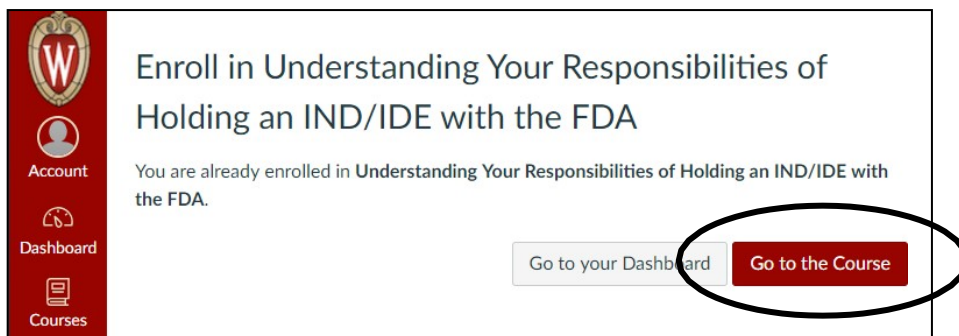 W
Enroll in Understanding Your Responsibilities of
Holding an IND/IDE with the FDA
Account
You are already enrolled in Understanding Your Responsibilities of Holding an IND/IDE with
the FDA.
Dashboard
Go to your Dashboard
Go to the Course
Courses